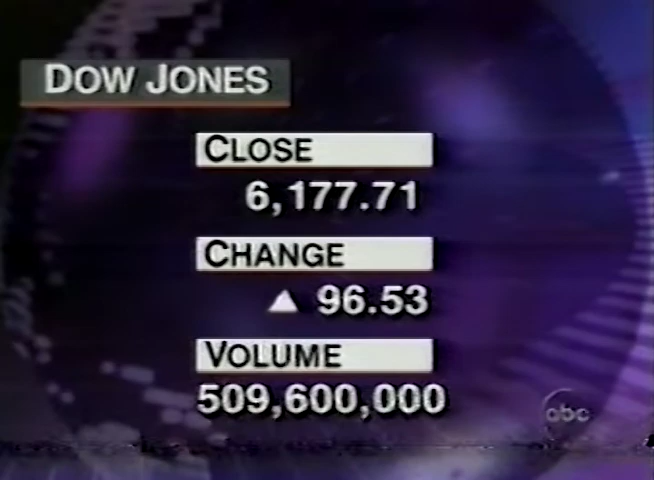 DOW JONES
CLOSE
6,177.71
CHANGE
▲ 96.53
VOLUME
509,600,000
abc